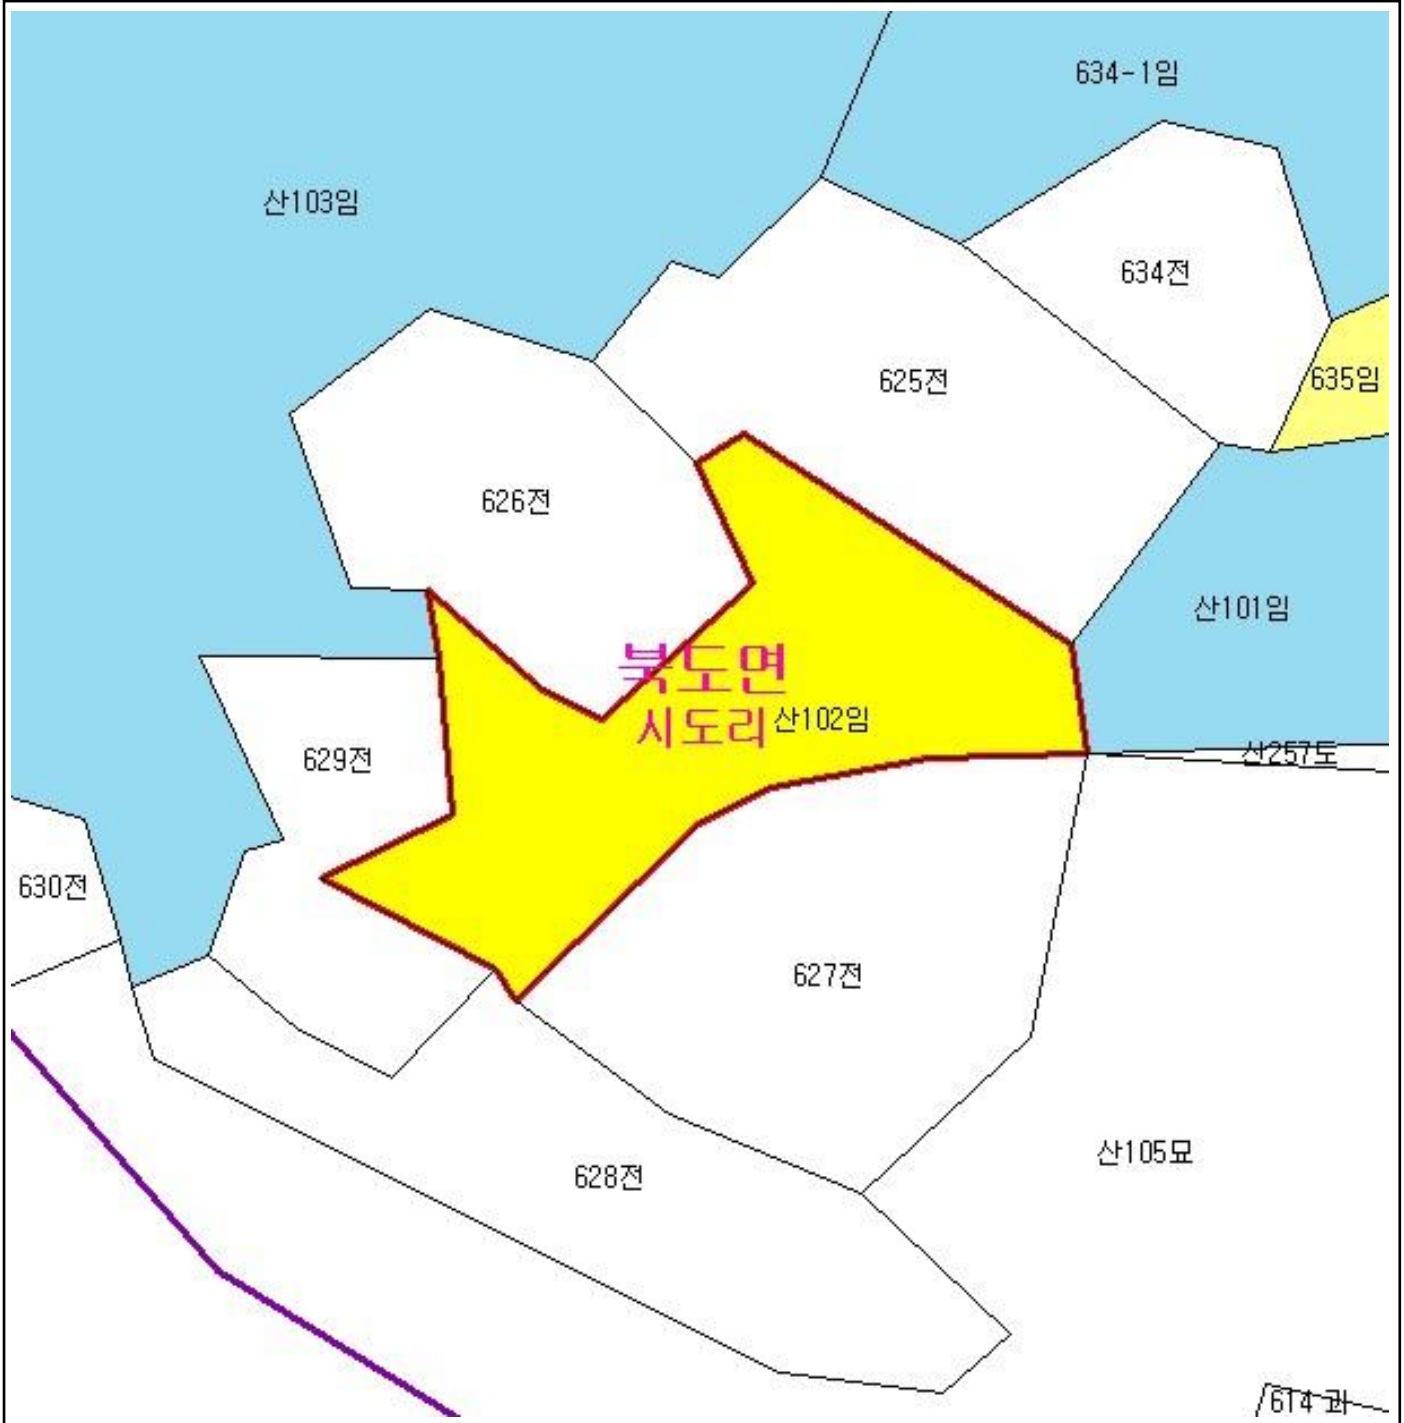 634-1임
산103임
634전
625전
635임
626전
산101임
북도면
시도리
산102임
산257토
629전
630전
627전
산105묘
628전
614 과